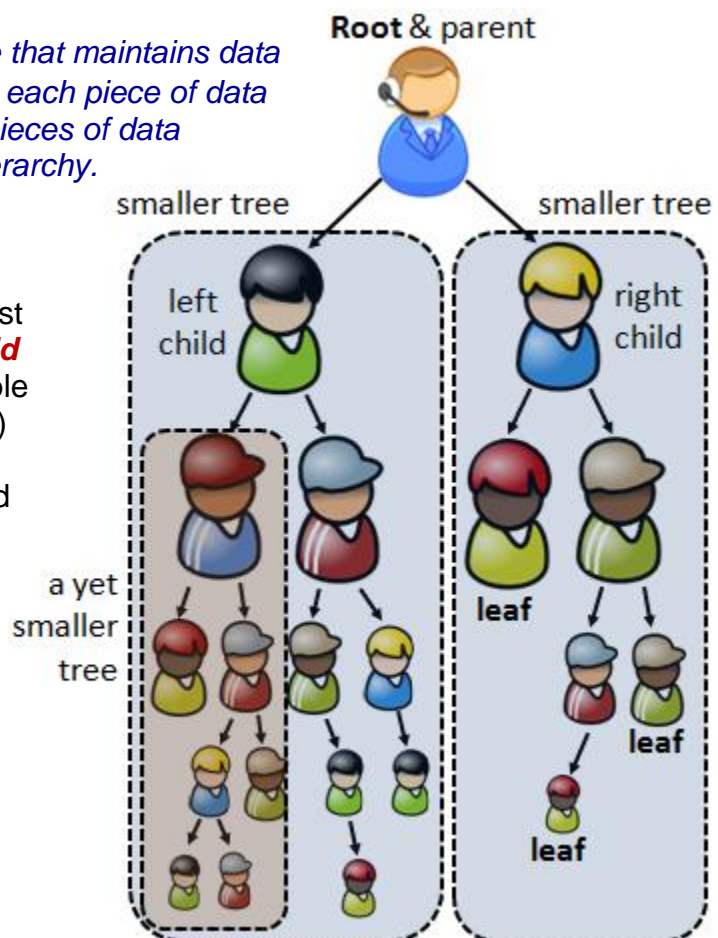 Root & parent
that maintains data
each piece of data
ieces of data
erarchy.
smaller tree
smaller tree
left
child
right
child
st
d
ole
)
d
a yet
smaller
tree
leaf
leaf
leaf